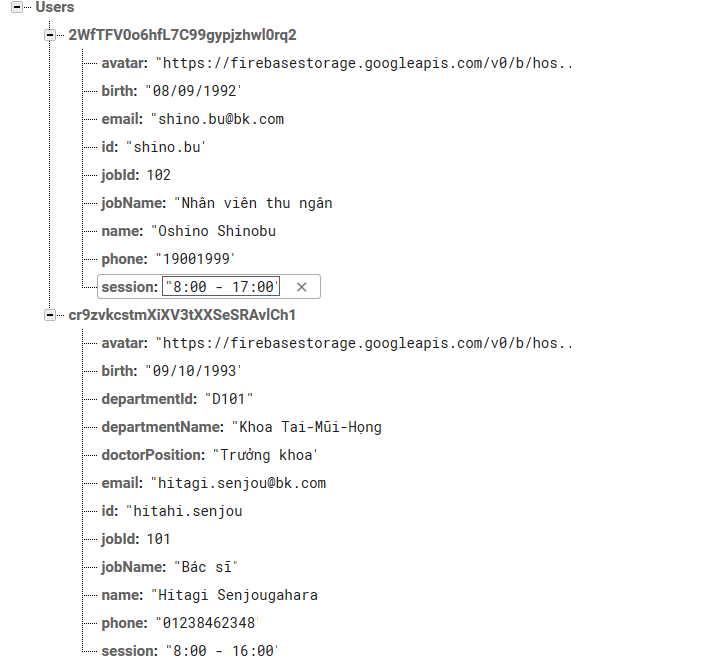 Users
2WfTFV0o6hfL7C99gypjzhwl0rq2
avatar: "https://firebasestorage.googleapis.com/v0/b/hos..
birth: "08/09/1992'
email: "shino.bu@bk.com
id: "shino.bu'
jobId: 102
jobName: "Nhân viên thu ngân
name: "Oshino Shinobu
phone: "19001999'
session: "8:00 - 17:00' ×
cr9zvkcstmXiXV3tXXSeSRAvlCh1
avatar: "https://firebasestorage.googleapis.com/v0/b/hos..
birth: "09/10/1993'
departmentId: "D101"
departmentName: "Khoa Tai-Mũi-Họng
doctorPosition: "Trưởng khoa'
email: "hitagi.senjou@bk.com
id: "hitahi.senjou
jobId: 101
jobName: "Bác sĩ"
name: "Hitagi Senjougahara
phone: "01238462348'
session: "8:00 - 16:00'